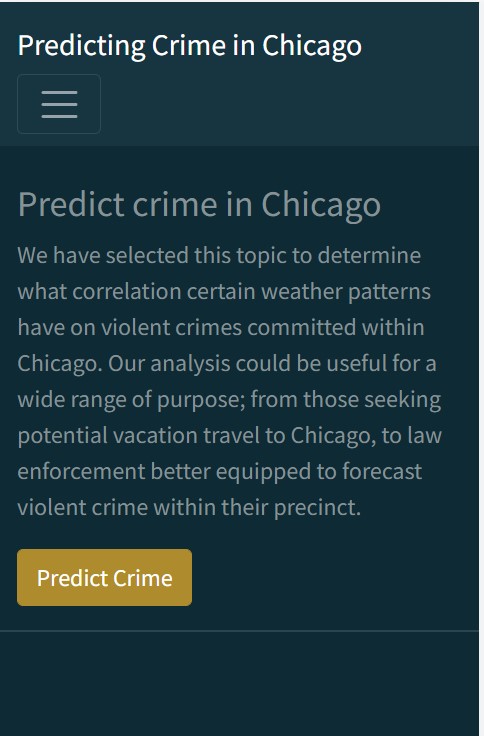 Predicting Crime in Chicago
Predict crime in Chicago
We have selected this topic to determine
what correlation certain weather patterns
have on violent crimes committed within
Chicago. Our analysis could be useful for a
wide range of purpose; from those seeking
potential vacation travel to Chicago, to law
enforcement better equipped to forecast
violent crime within their precinct.
Predict Crime